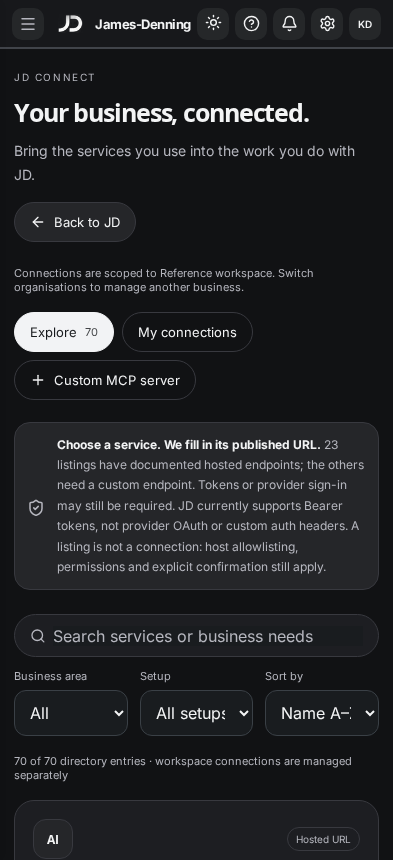 JD James-Denning KD
JD CONNECT
Your business, connected.
Bring the services you use into the work you do with
JD.
Back to JD
Connections are scoped to Reference workspace. Switch
organisations to manage another business.
Explore 70 My connections
Custom MCP server
Choose a service. We fill in its published URL. 23
listings have documented hosted endpoints; the others
need a custom endpoint. Tokens or provider sign-in
may still be required. JD currently supports Bearer
tokens, not provider OAuth or custom auth headers. A
listing is not a connection: host allowlisting,
permissions and explicit confirmation still apply.
Search services or business needs
Business area Setup Sort by
All All setups Name A–
70 of 70 directory entries · workspace connections are managed
separately
AI Hosted URL